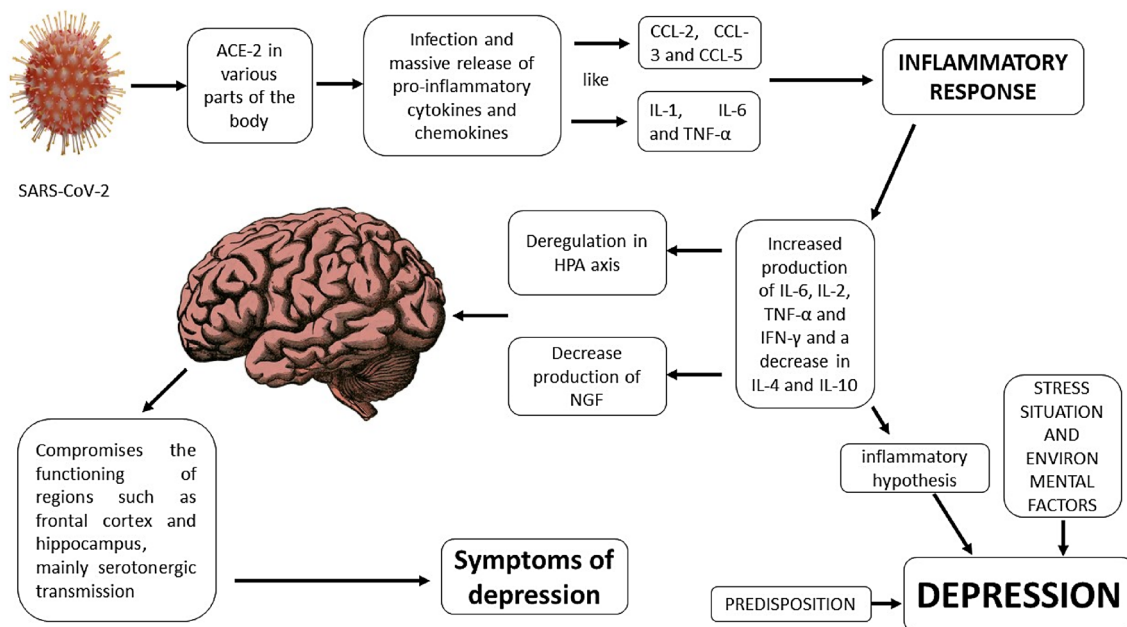 ACE-2 in
various
parts of the
body
Infection and
massive release of
pro-inflammatory
cytokines and
chemokines
like
CCL-2, CCL-
3 and CCL-5
IL-1, IL-6
and TNF-α
INFLAMMATORY
RESPONSE
SARS-CoV-2
Deregulation in
HPA axis
Decrease
production of
NGF
Increased
production
of IL-6, IL-2,
TNF-α and
IFN-γ and a
decrease in
IL-4 and IL-10
STRESS
SITUATION
AND
ENVIRON
MENTAL
FACTORS
inflammatory
hypothesis
Compromises the
functioning of
regions such as
frontal cortex and
hippocampus,
mainly serotonergic
transmission
Symptoms of
depression
PREDISPOSITION
DEPRESSION